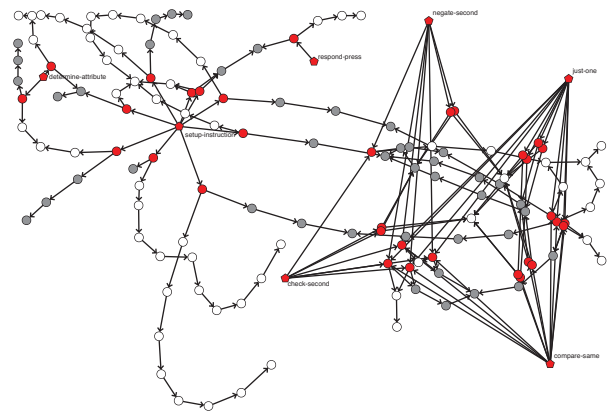 negate-second
respond-press
just-one
determine-attribute
setup-instruction
check-second
compare-same